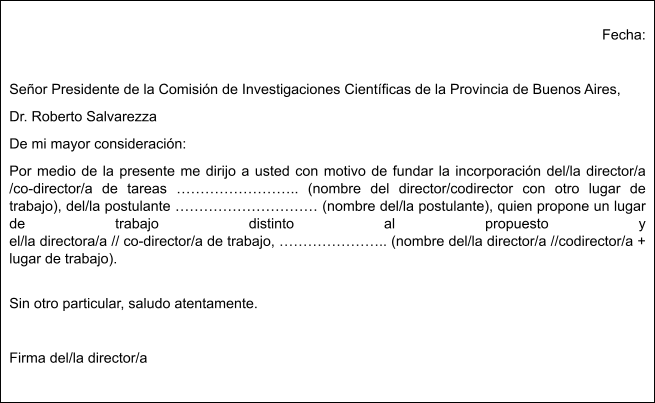 Fecha:
Señor Presidente de la Comisión de Investigaciones Científicas de la Provincia de Buenos Aires,
Dr. Roberto Salvarezza
De mi mayor consideración:
Por medio de la presente me dirijo a usted con motivo de fundar la incorporación del/la director/a
/co-director/a de tareas …………………….. (nombre del director/codirector con otro lugar de
trabajo), del/la postulante ………………………… (nombre del/la postulante), quien propone un lugar
de trabajo distinto al propuesto y
el/la directora/a // co-director/a de trabajo, ………………….. (nombre del/la director/a //codirector/a +
lugar de trabajo).
Sin otro particular, saludo atentamente.
Firma del/la director/a